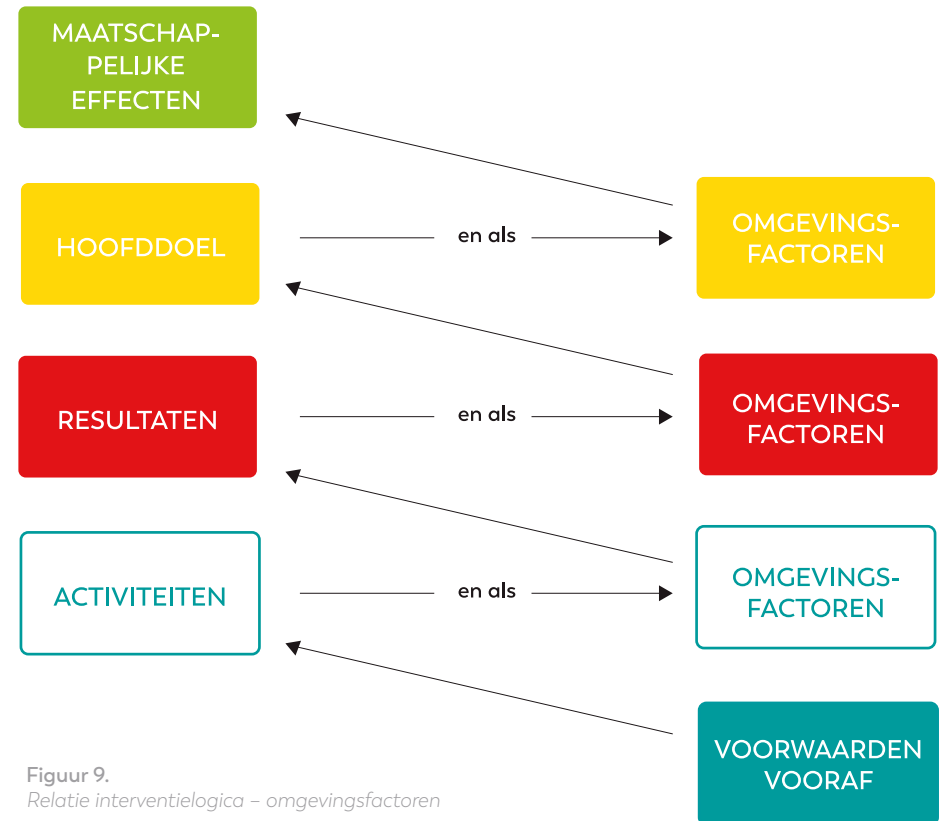 MAATSCHAP-
PELIJKE
EFFECTEN
HOOFDDOEL
en als
OMGEVINGS-
FACTOREN
RESULTATEN
en als
OMGEVINGS-
FACTOREN
ACTIVITEITEN
en als
OMGEVINGS-
FACTOREN
VOORWAARDEN
VOORAF
Figuur 9.
Relatie interventielogica – omgevingsfactoren